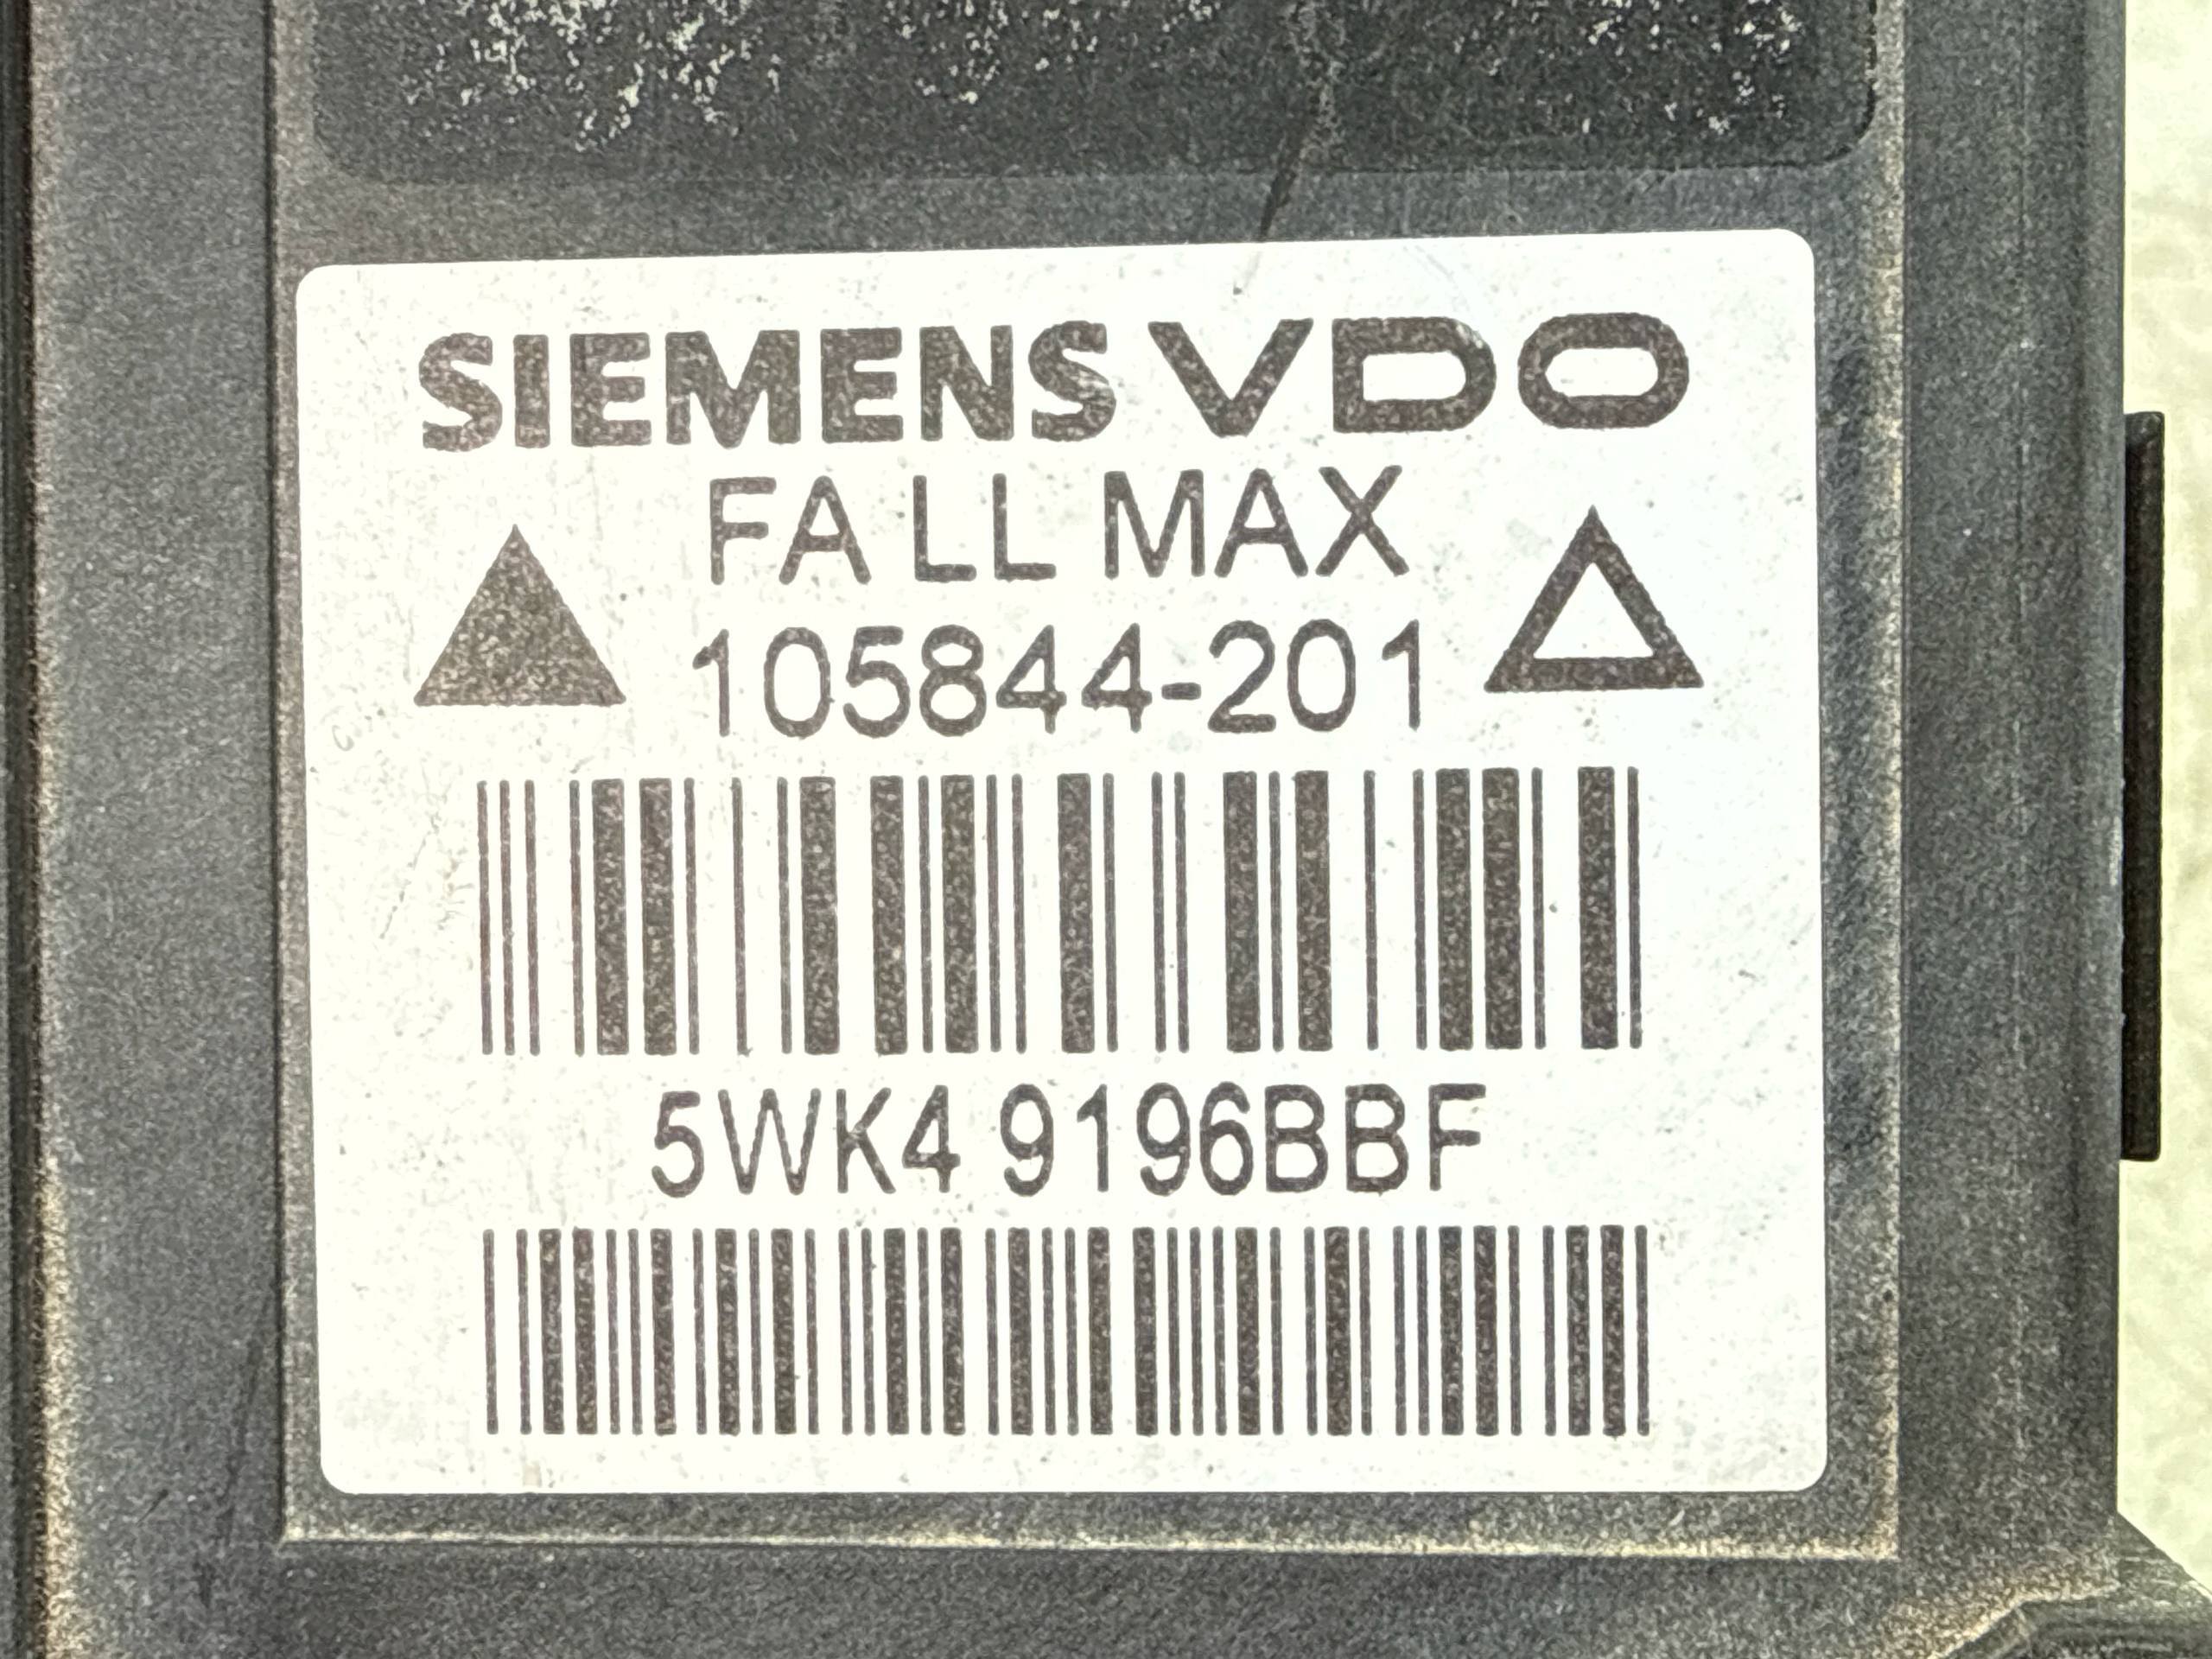 SIEMENS VDO
FA LL MAX
105844-201
5WK4 9196BBF